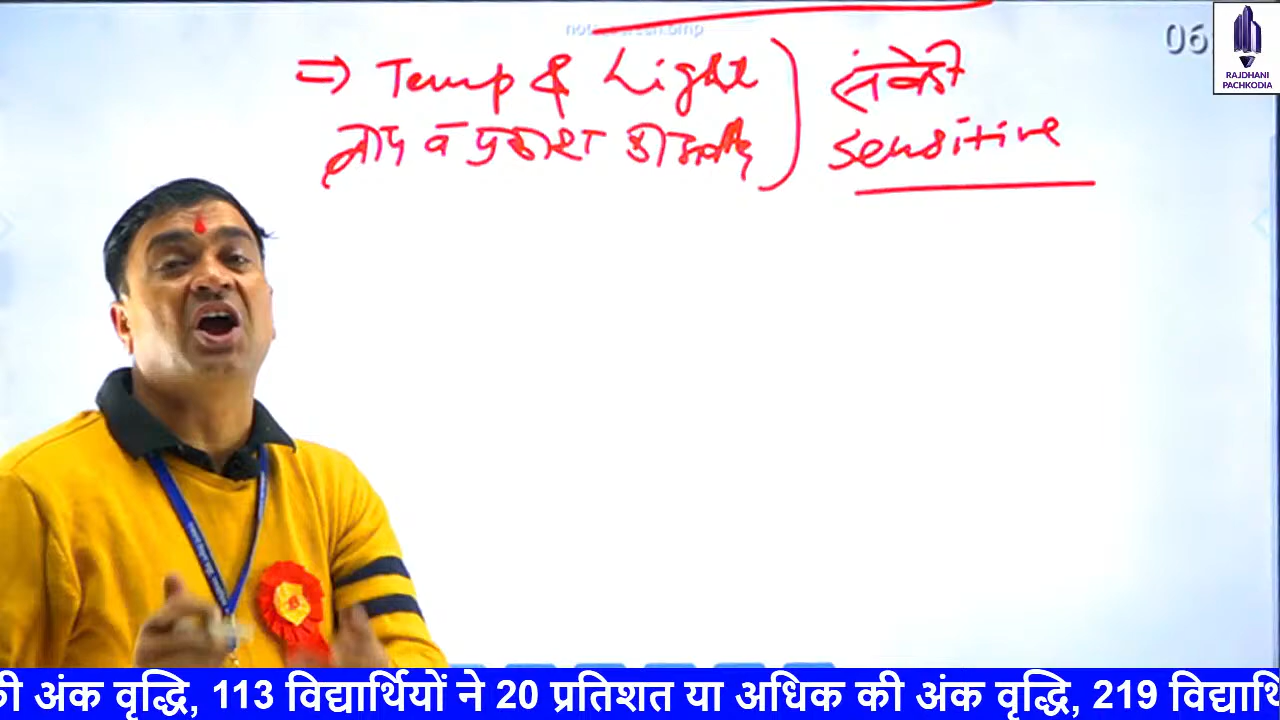 06
RAJDHANI
PACHKODIA
⇒ Temp & Light
ताप व प्रकाश की
sensitive
की अंक वृद्धि, 113 विद्यार्थियों ने 20 प्रतिशत या अधिक की अंक वृद्धि, 219